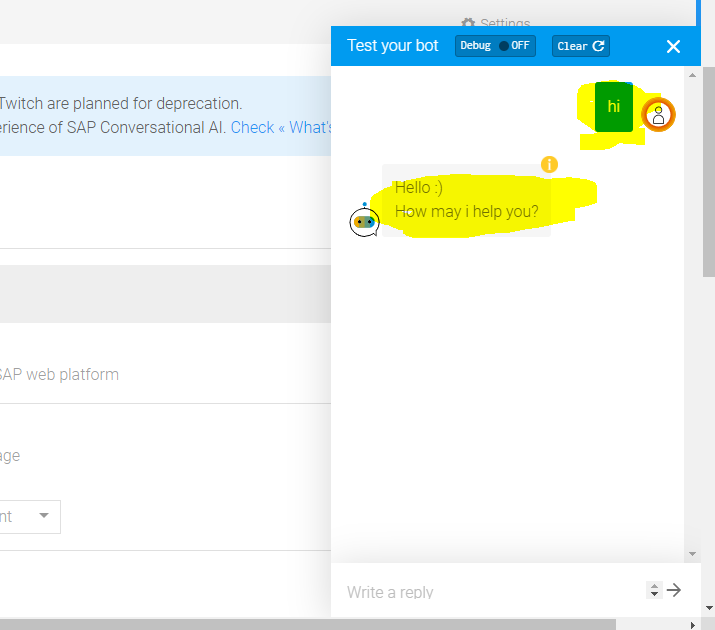 Settings
Test your bot
Debug OFF
Clear
Twitch are planned for deprecation.
erience of SAP Conversational AI. Check « What's
hi
Hello :)
How may i help you?
SAP web platform
age
nt
Write a reply